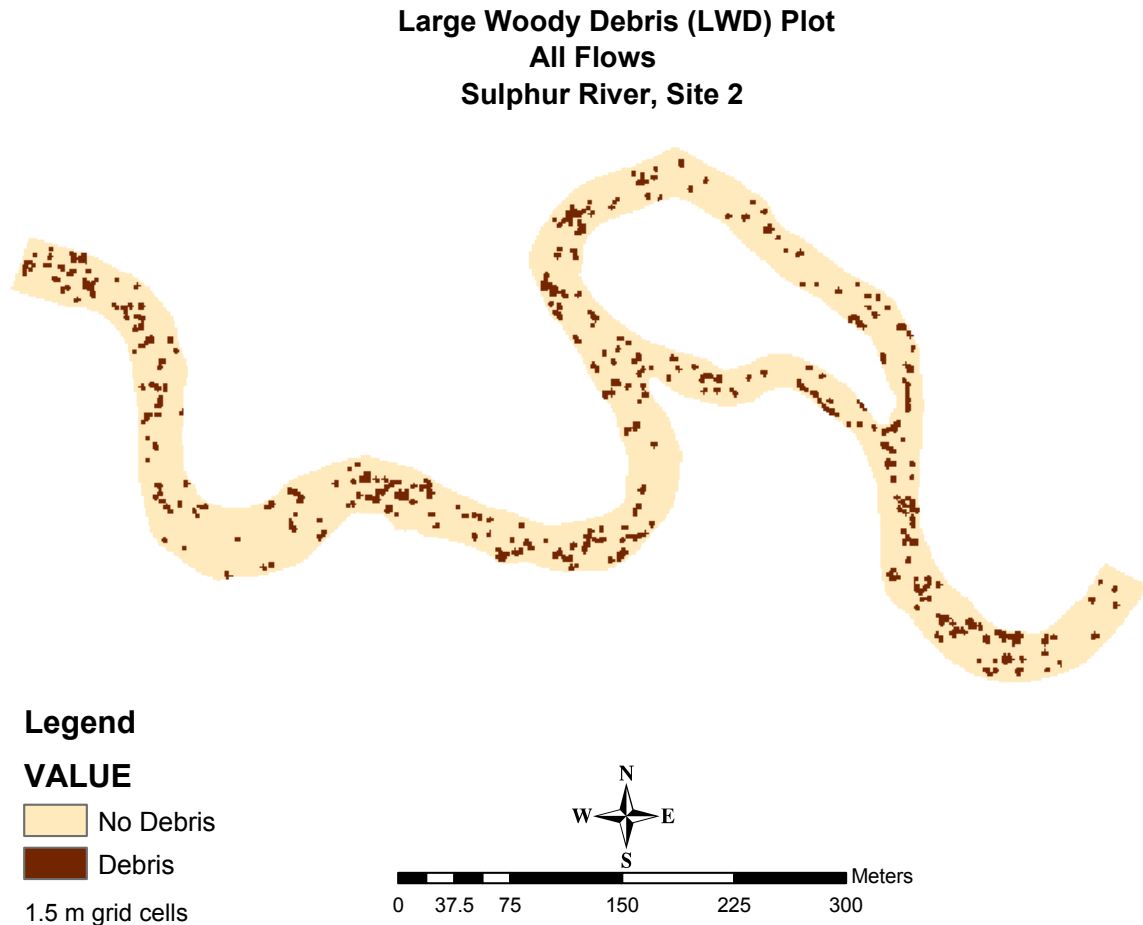 Large Woody Debris (LWD) Plot
All Flows
Sulphur River, Site 2
Legend
VALUE
No Debris
Debris
1.5 m grid cells
N
W E
S
Meters
0 37.5 75 150 225 300